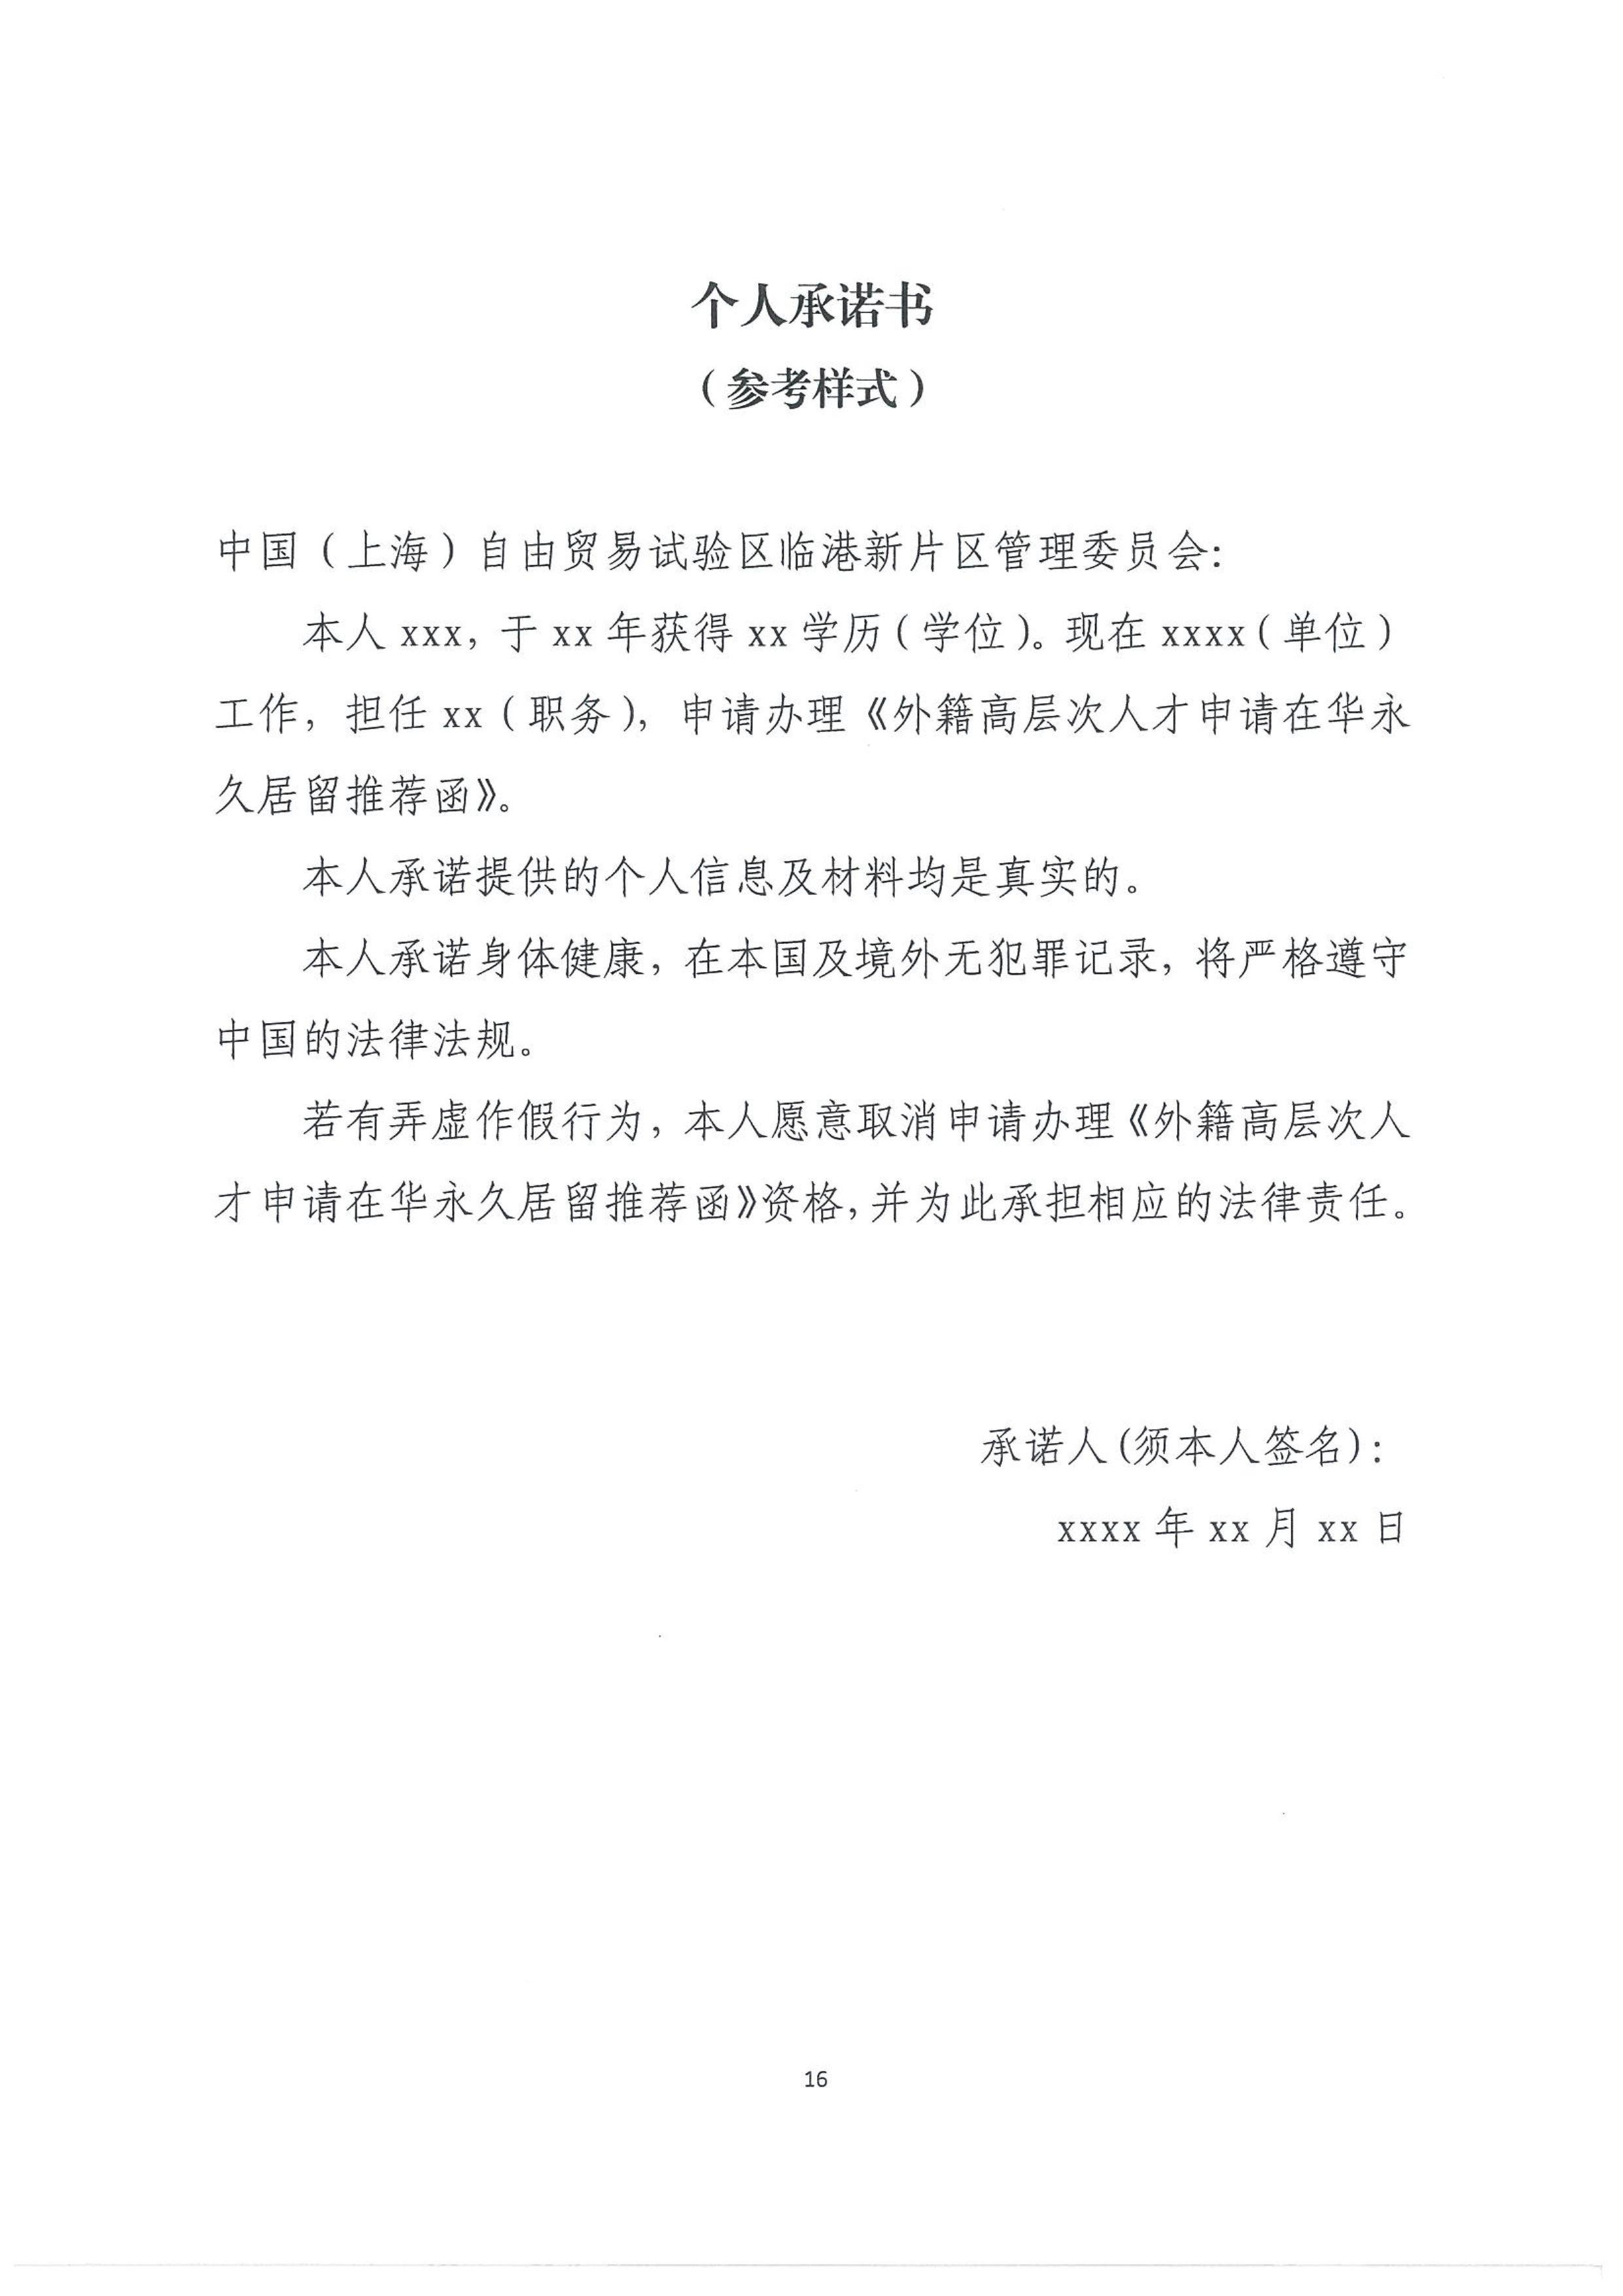 个人承诺书
（参考样式）
中国（上海）自由贸易试验区临港新片区管理委员会：
本人 xxx，于 xx 年获得 xx 学历（学位）。现在 xxxx（单位）
工作，担任 xx（职务），申请办理《外籍高层次人才申请在华永
久居留推荐函》。
本人承诺提供的个人信息及材料均是真实的。
本人承诺身体健康，在本国及境外无犯罪记录，将严格遵守
中国的法律法规。
若有弄虚作假行为，本人愿意取消申请办理《外籍高层次人
才申请在华永久居留推荐函》资格，并为此承担相应的法律责任。
承诺人（须本人签名）：
xxxx 年 xx 月 xx 日
16